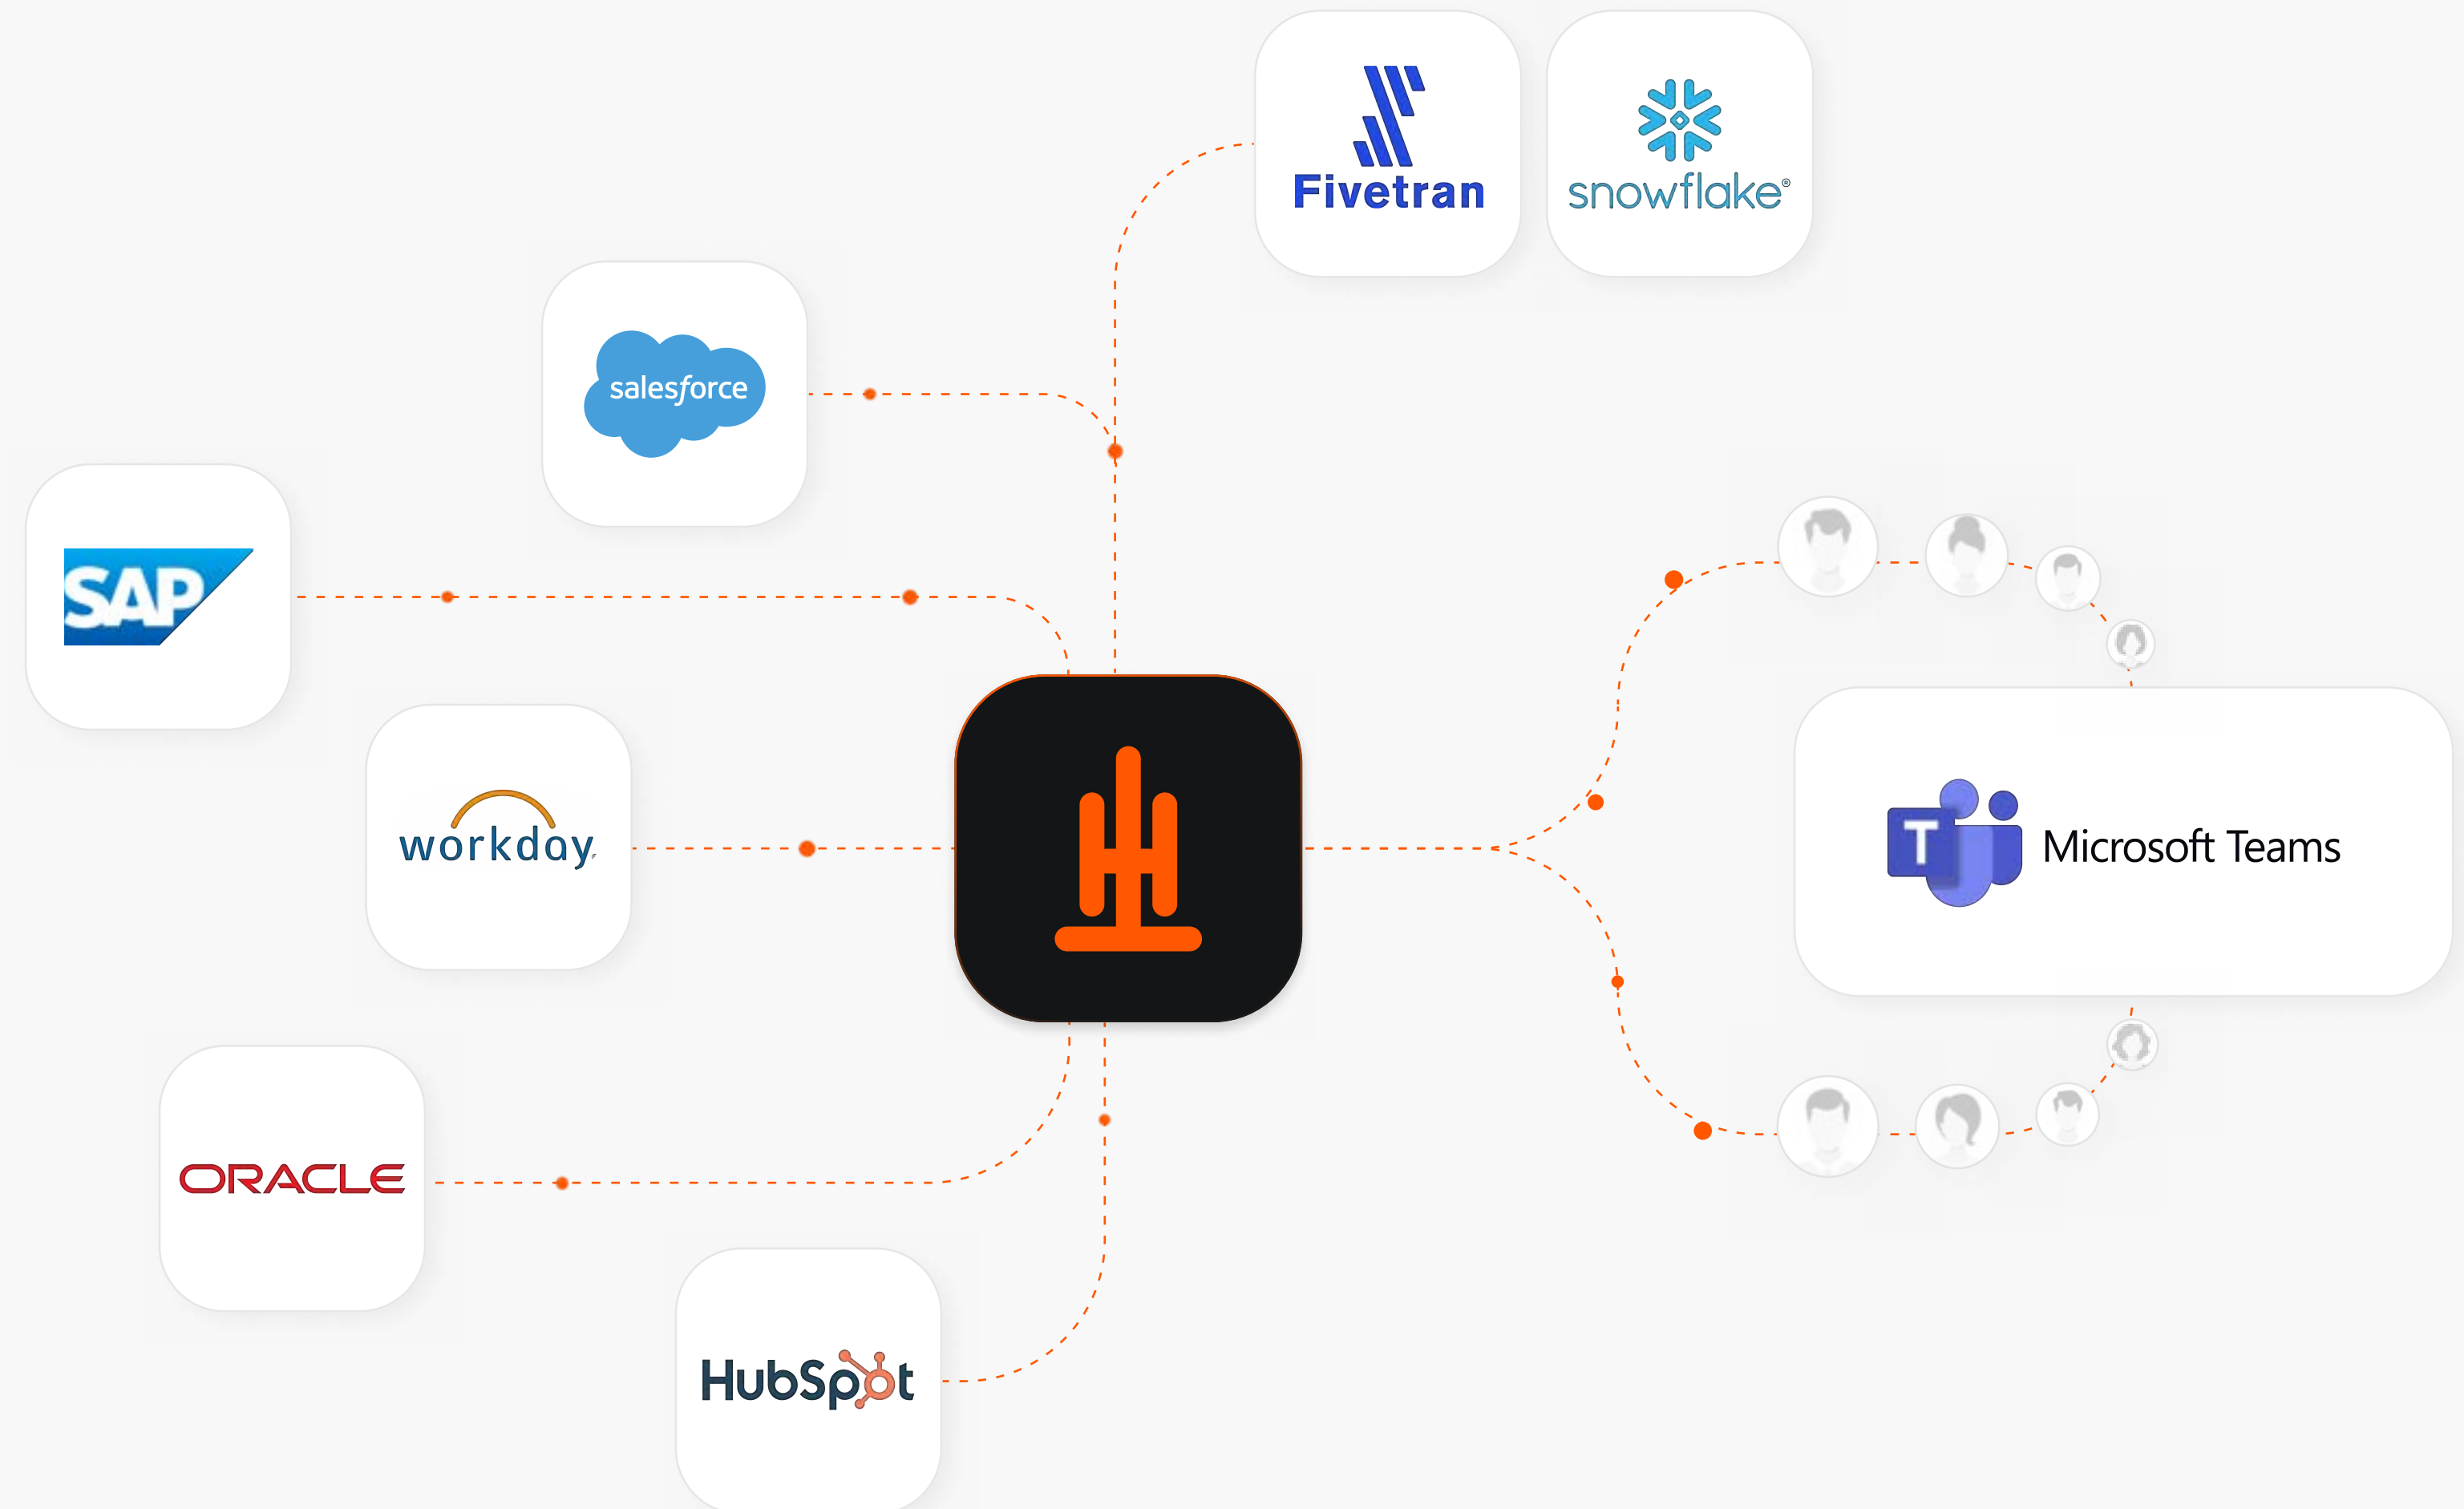 Fivetran
snowflake®
salesforce
SAP
workday
T
Microsoft Teams
ORACLE
HubSpot